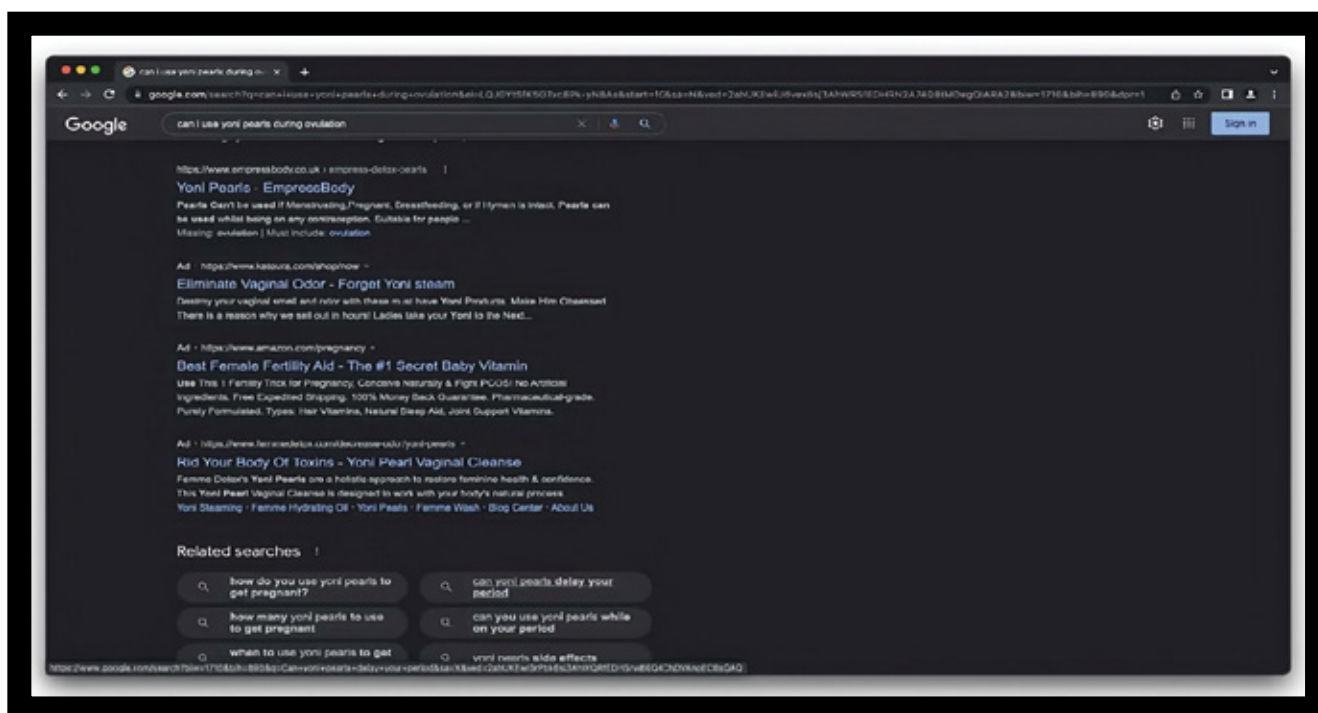 can i use yoni pearls during ov
google.com
Google
can i use yoni pearls during ovulation
Sign in
https://www.empressbody.co.uk › empress-detox-pearls
Yoni Pearls - EmpressBody
Pearls Can't be used if Menstruating,Pregnant, Breastfeeding, or if Hymen is intact. Pearls can
be used whilst being on any contraception. Suitable for people ...
Missing: ovulation | Must include: ovulation
Ad · https://www.kasoura.com/shop/now
Eliminate Vaginal Odor - Forget Yoni steam
Destroy your vaginal smell and odor with these must have Yoni Products. Make Him Obsessed
There is a reason why we sell out in hours! Ladies take your Yoni to the Next...
Ad · https://www.amazon.com/pregnancy
Best Female Fertility Aid - The #1 Secret Baby Vitamin
Use This 1 Fertility Trick for Pregnancy, Conceive Naturally & Fight PCOS! No Artificial
Ingredients. Free Expedited Shipping. 100% Money Back Guarantee. Pharmaceutical-grade.
Purely Formulated. Types: Hair Vitamins, Natural Sleep Aid, Joint Support Vitamins.
Ad · /yoni-pearls
Rid Your Body Of Toxins - Yoni Pearl Vaginal Cleanse
Femme Detox's Yoni Pearls are a holistic approach to restore feminine health & confidence.
This Yoni Pearl Vaginal Cleanse is designed to work with your body's natural process
Yoni Steaming · Femme Hydrating Oil · Yoni Pearls · Femme Wash · Blog Center · About Us
Related searches
how do you use yoni pearls to
get pregnant?
can yoni pearls delay your
period
how many yoni pearls to use
to get pregnant
can you use yoni pearls while
on your period
when to use yoni pearls to get
yoni pearls side effects